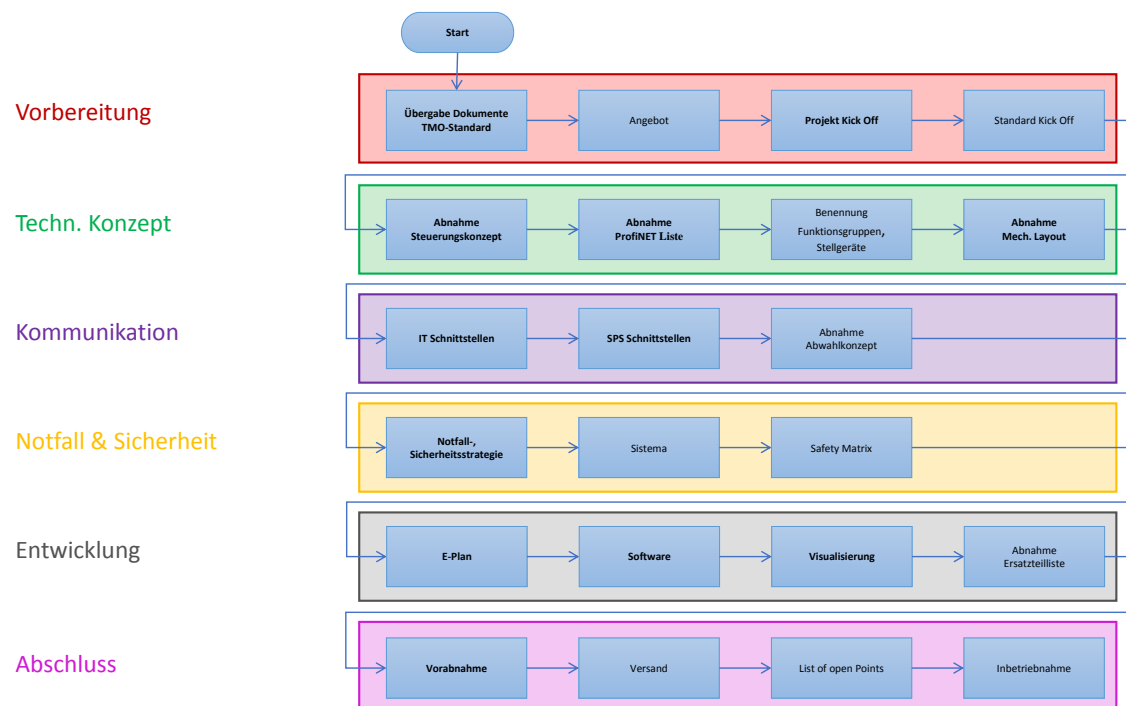 Start
Vorbereitung
Übergabe Dokumente
TMO-Standard
Angebot
Projekt Kick Off
Standard Kick Off
Techn. Konzept
Abnahme
Steuerungskonzept
Abnahme
ProfiNET Liste
Benennung
Funktionsgruppen,
Stellgeräte
Abnahme
Mech. Layout
Kommunikation
IT Schnittstellen
SPS Schnittstellen
Abnahme
Abwahlkonzept
Notfall & Sicherheit
Notfall-,
Sicherheitsstrategie
Sistema
Safety Matrix
Entwicklung
E-Plan
Software
Visualisierung
Abnahme
Ersatzteilliste
Abschluss
Vorabnahme
Versand
List of open Points
Inbetriebnahme